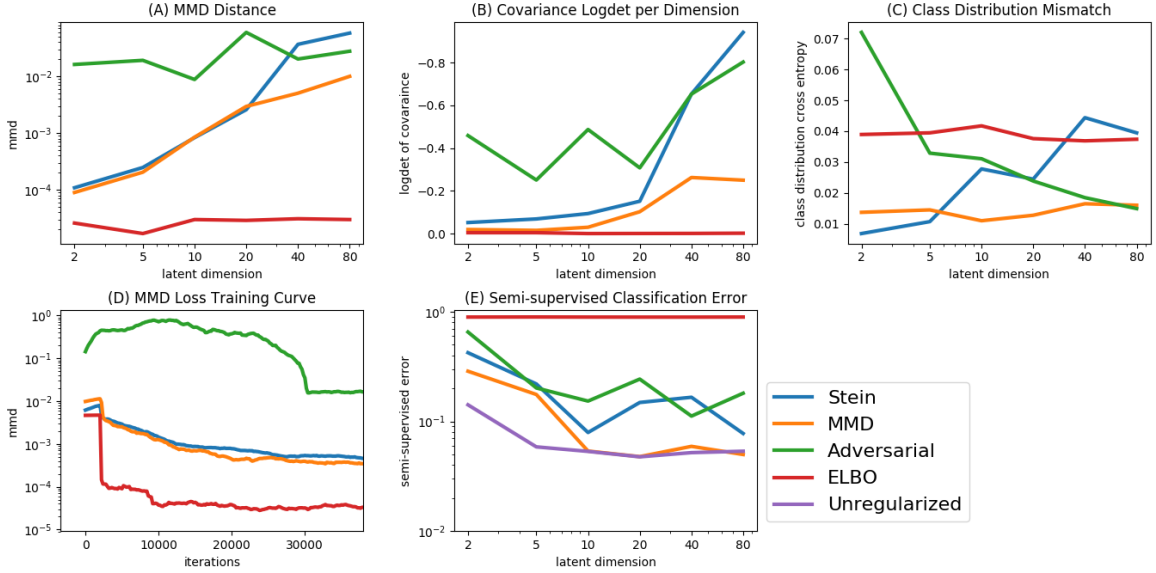 (A) MMD Distance
mmd
10⁻²
10⁻³
10⁻⁴
2 5 10 20 40 80
latent dimension
(B) Covariance Logdet per Dimension
logdet of covaraince
−0.8
−0.6
−0.4
−0.2
0.0
2 5 10 20 40 80
latent dimension
(C) Class Distribution Mismatch
class distribution cross entropy
0.07
0.06
0.05
0.04
0.03
0.02
0.01
2 5 10 20 40 80
latent dimension
(D) MMD Loss Training Curve
mmd
10⁰
10⁻¹
10⁻²
10⁻³
10⁻⁴
10⁻⁵
0 10000 20000 30000
iterations
(E) Semi-supervised Classification Error
semi-supervised error
10⁰
10⁻¹
10⁻²
2 5 10 20 40 80
latent dimension
Stein
MMD
Adversarial
ELBO
Unregularized